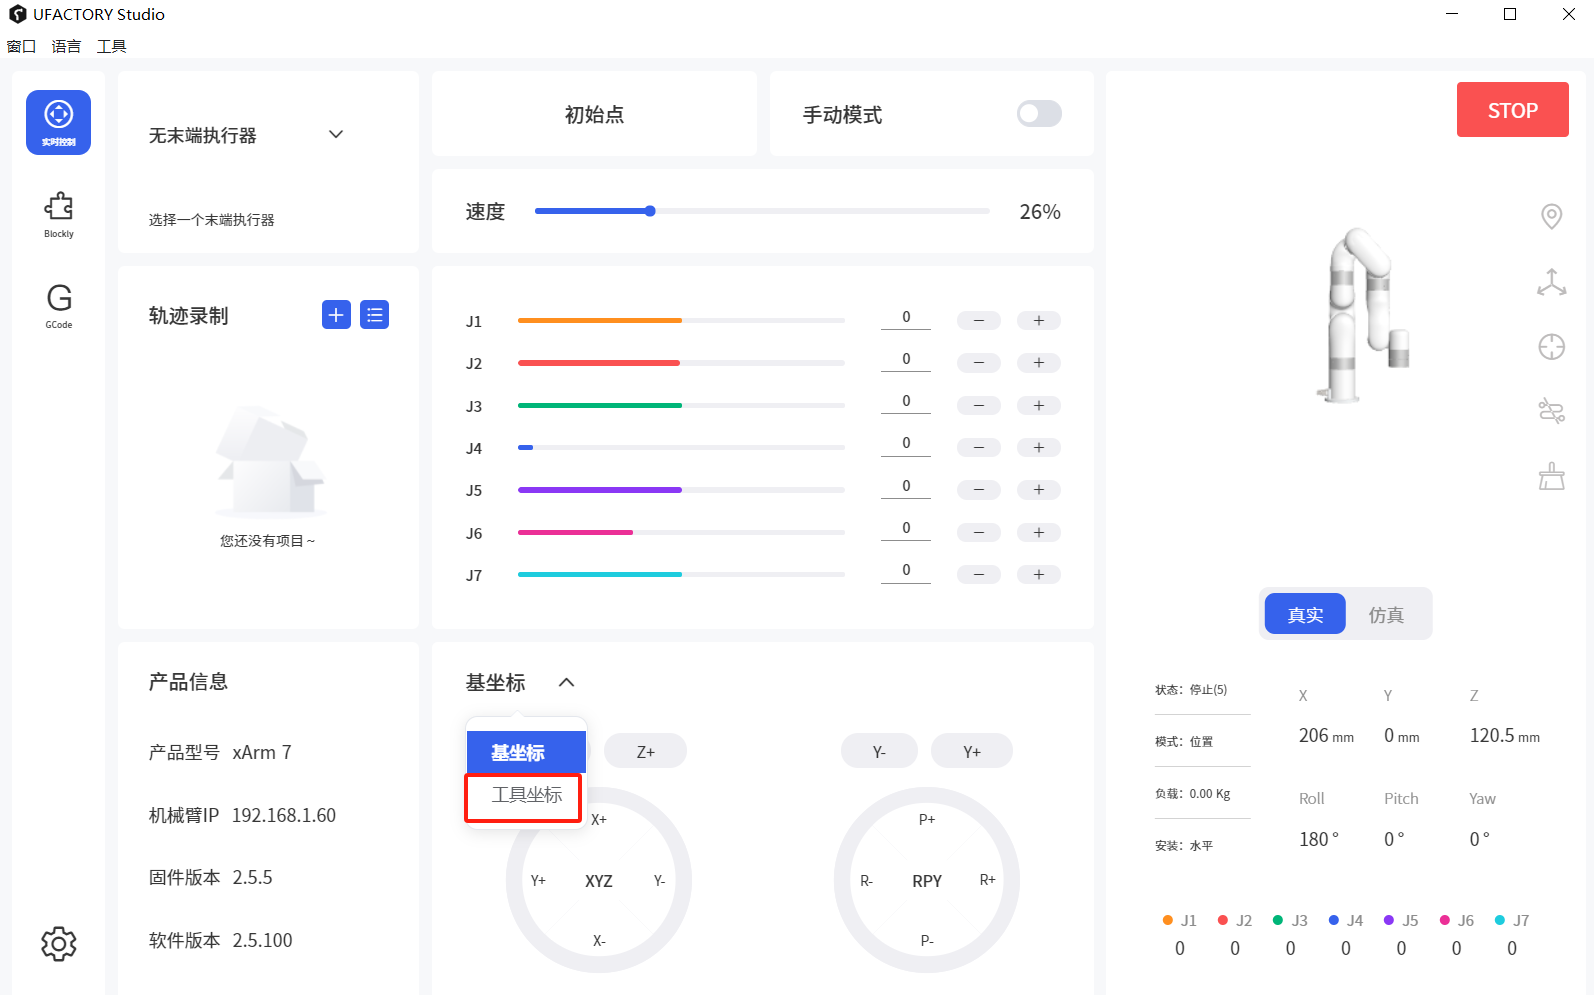 UFACTORY Studio
窗口 语言 工具
实时控制
Blockly
G
GCode
无末端执行器
选择一个末端执行器
初始点
手动模式
速度
26%
轨迹录制
您还没有项目 ~
J1 0 − +
J2 0 − +
J3 0 − +
J4 0 − +
J5 0 − +
J6 0 − +
J7 0 − +
产品信息
产品型号 xArm 7
机械臂IP 192.168.1.60
固件版本 2.5.5
软件版本 2.5.100
基坐标
基坐标
工具坐标
Z+
Y- Y+
X+
Y+ XYZ Y-
X-
P+
R- RPY R+
P-
STOP
真实 仿真
状态：停止(5)
模式：位置
负载：0.00 Kg
安装：水平
X Y Z
206 mm 0 mm 120.5 mm
Roll Pitch Yaw
180 ° 0 ° 0 °
J1 J2 J3 J4 J5 J6 J7
0 0 0 0 0 0 0